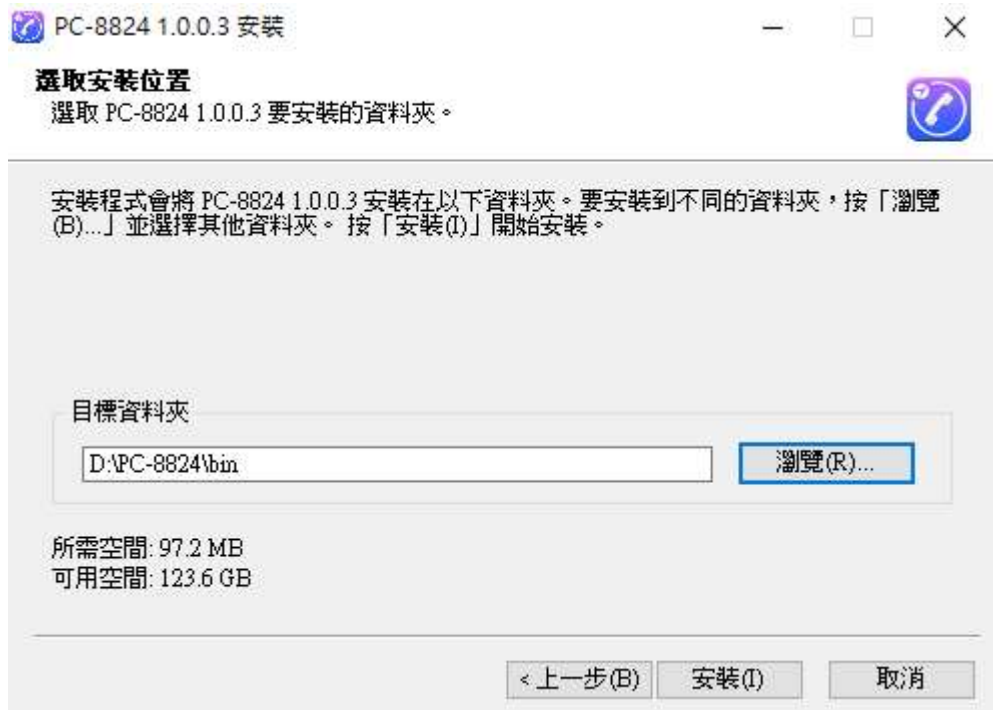 PC-8824 1.0.0.3 安裝
選取安裝位置
選取 PC-8824 1.0.0.3 要安裝的資料夾。
安裝程式會將 PC-8824 1.0.0.3 安裝在以下資料夾。要安裝到不同的資料夾，按「瀏覽
(B)...」並選擇其他資料夾。 按「安裝(I)」開始安裝。
目標資料夾
D:\PC-8824\bin
瀏覽(R)...
所需空間: 97.2 MB
可用空間: 123.6 GB
< 上一步(B)
安裝(I)
取消